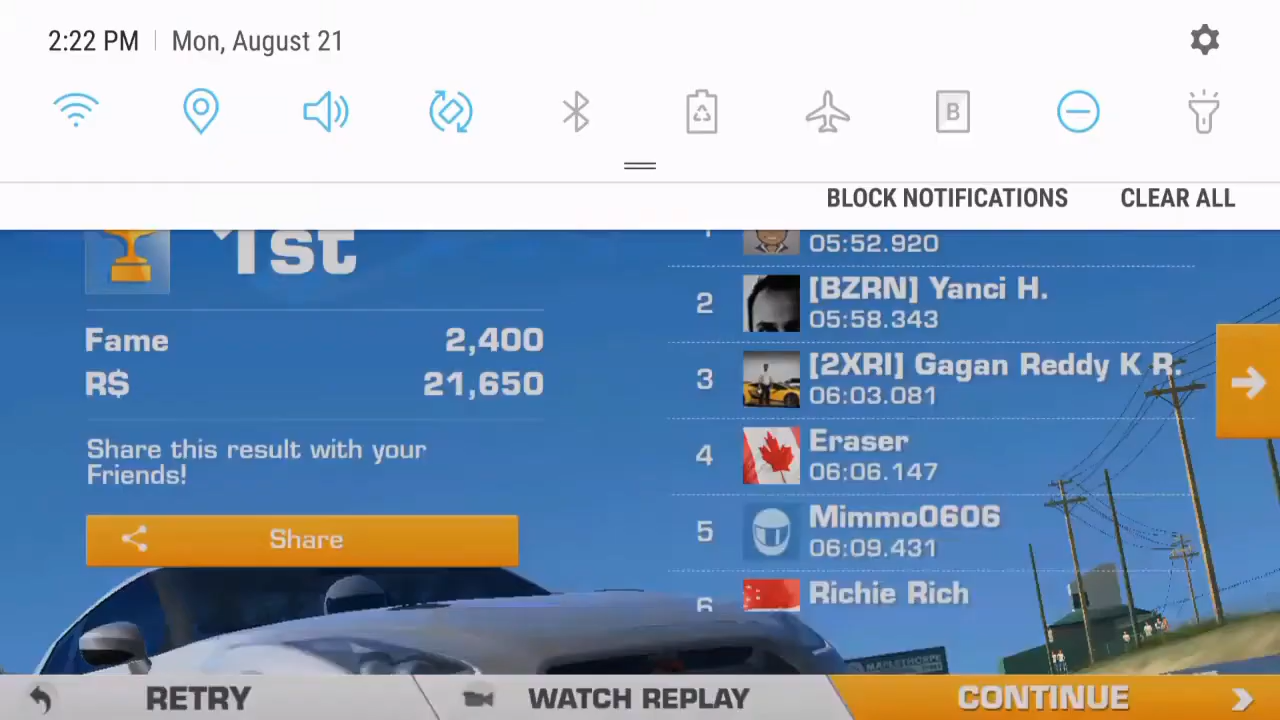 2:22 PM Mon, August 21
B
BLOCK NOTIFICATIONS CLEAR ALL
1st
Fame 2,400
R$ 21,650
Share this result with your
Friends!
Share
1
05:52.920
2 [BZRN] Yanci H.
05:58.343
3 [2XRI] Gagan Reddy K R.
06:03.081
4 Eraser
06:06.147
5 Mimmo0606
06:09.431
6 Richie Rich
MAPLETHORPE
RETRY WATCH REPLAY CONTINUE